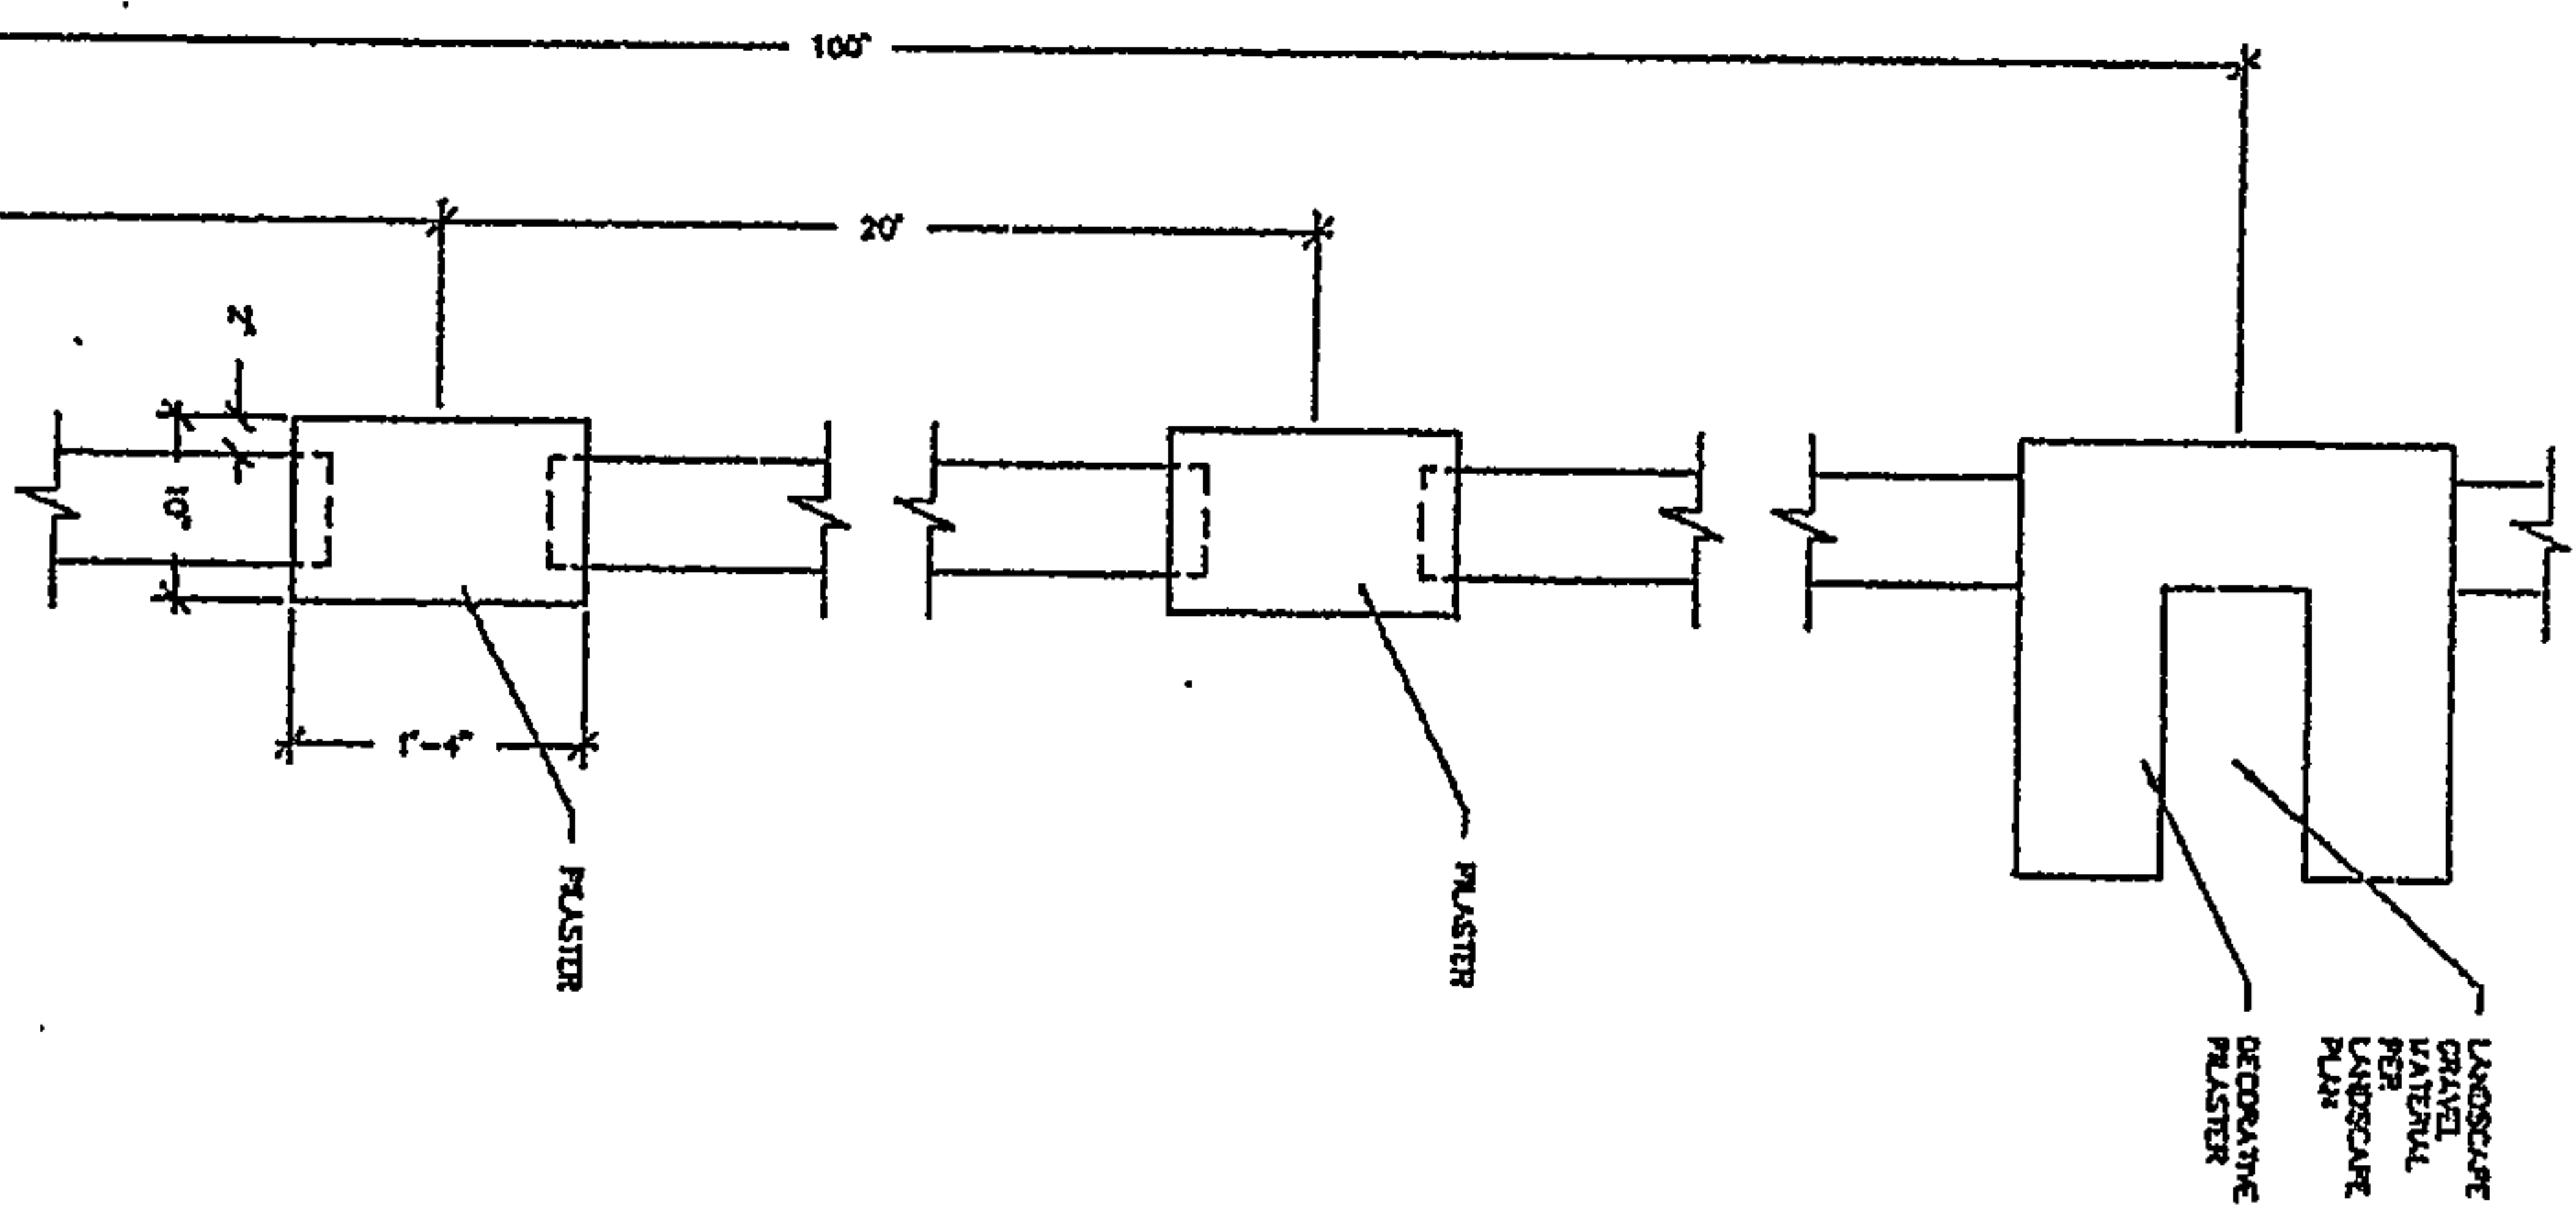 100'
20'
2"
10"
1'-4"
PILASTER
PILASTER
DECORATIVE
PILASTER
LANDSCAPE
GRAVEL
MATERIAL
PER
LANDSCAPE
PLAN